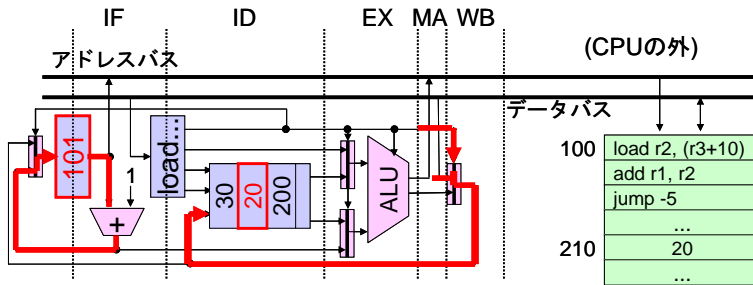 IF ID EX MA WB
(CPUの外)
アドレスバス
データバス
101
1
+
load...
30 20 200
ALU
100 load r2, (r3+10)
add r1, r2
jump -5
...
210 20
...